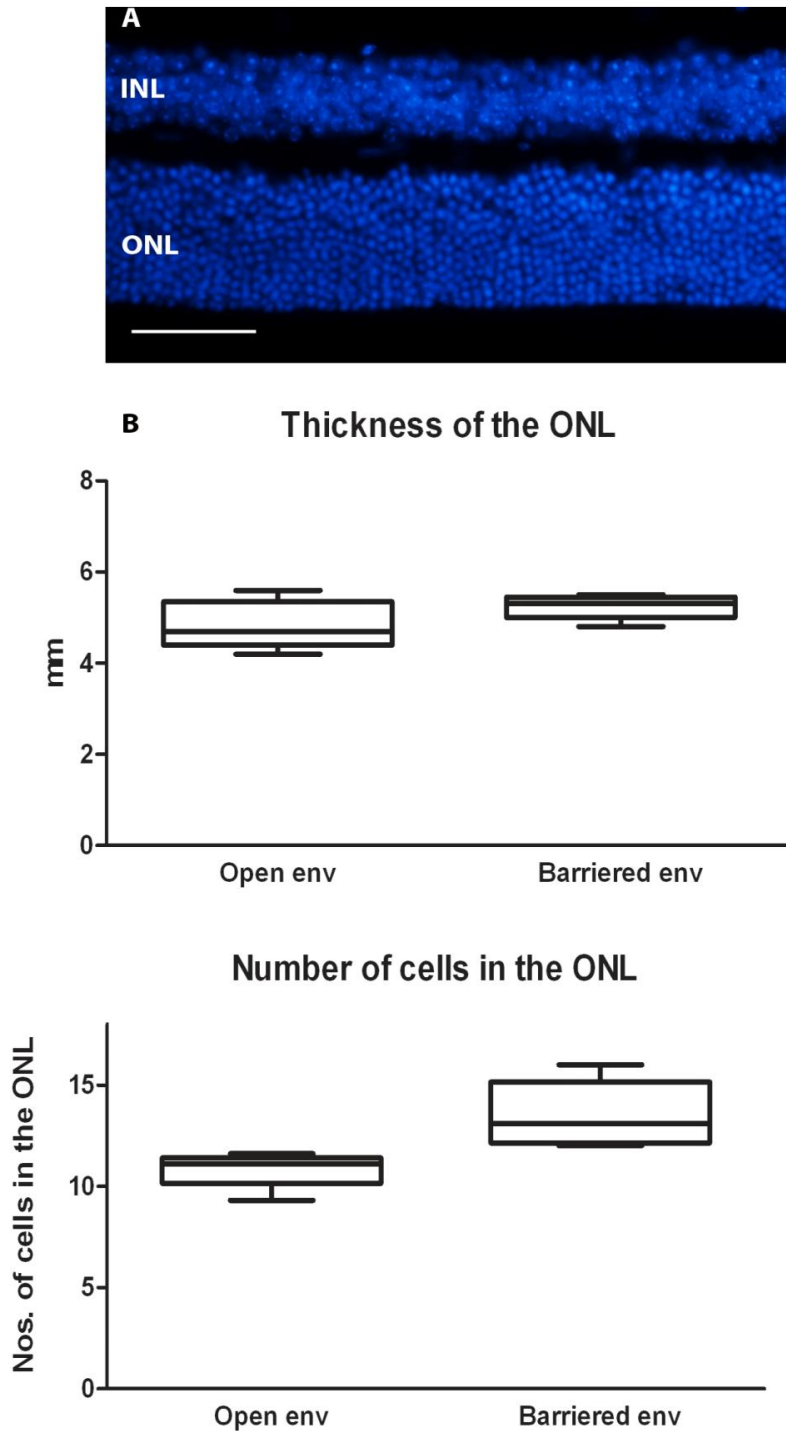 A
INL
ONL
B
Thickness of the ONL
8
6
4
2
0
mm
Open env
Barriered env
Number of cells in the ONL
15
10
5
0
Nos. of cells in the ONL
Open env
Barriered env